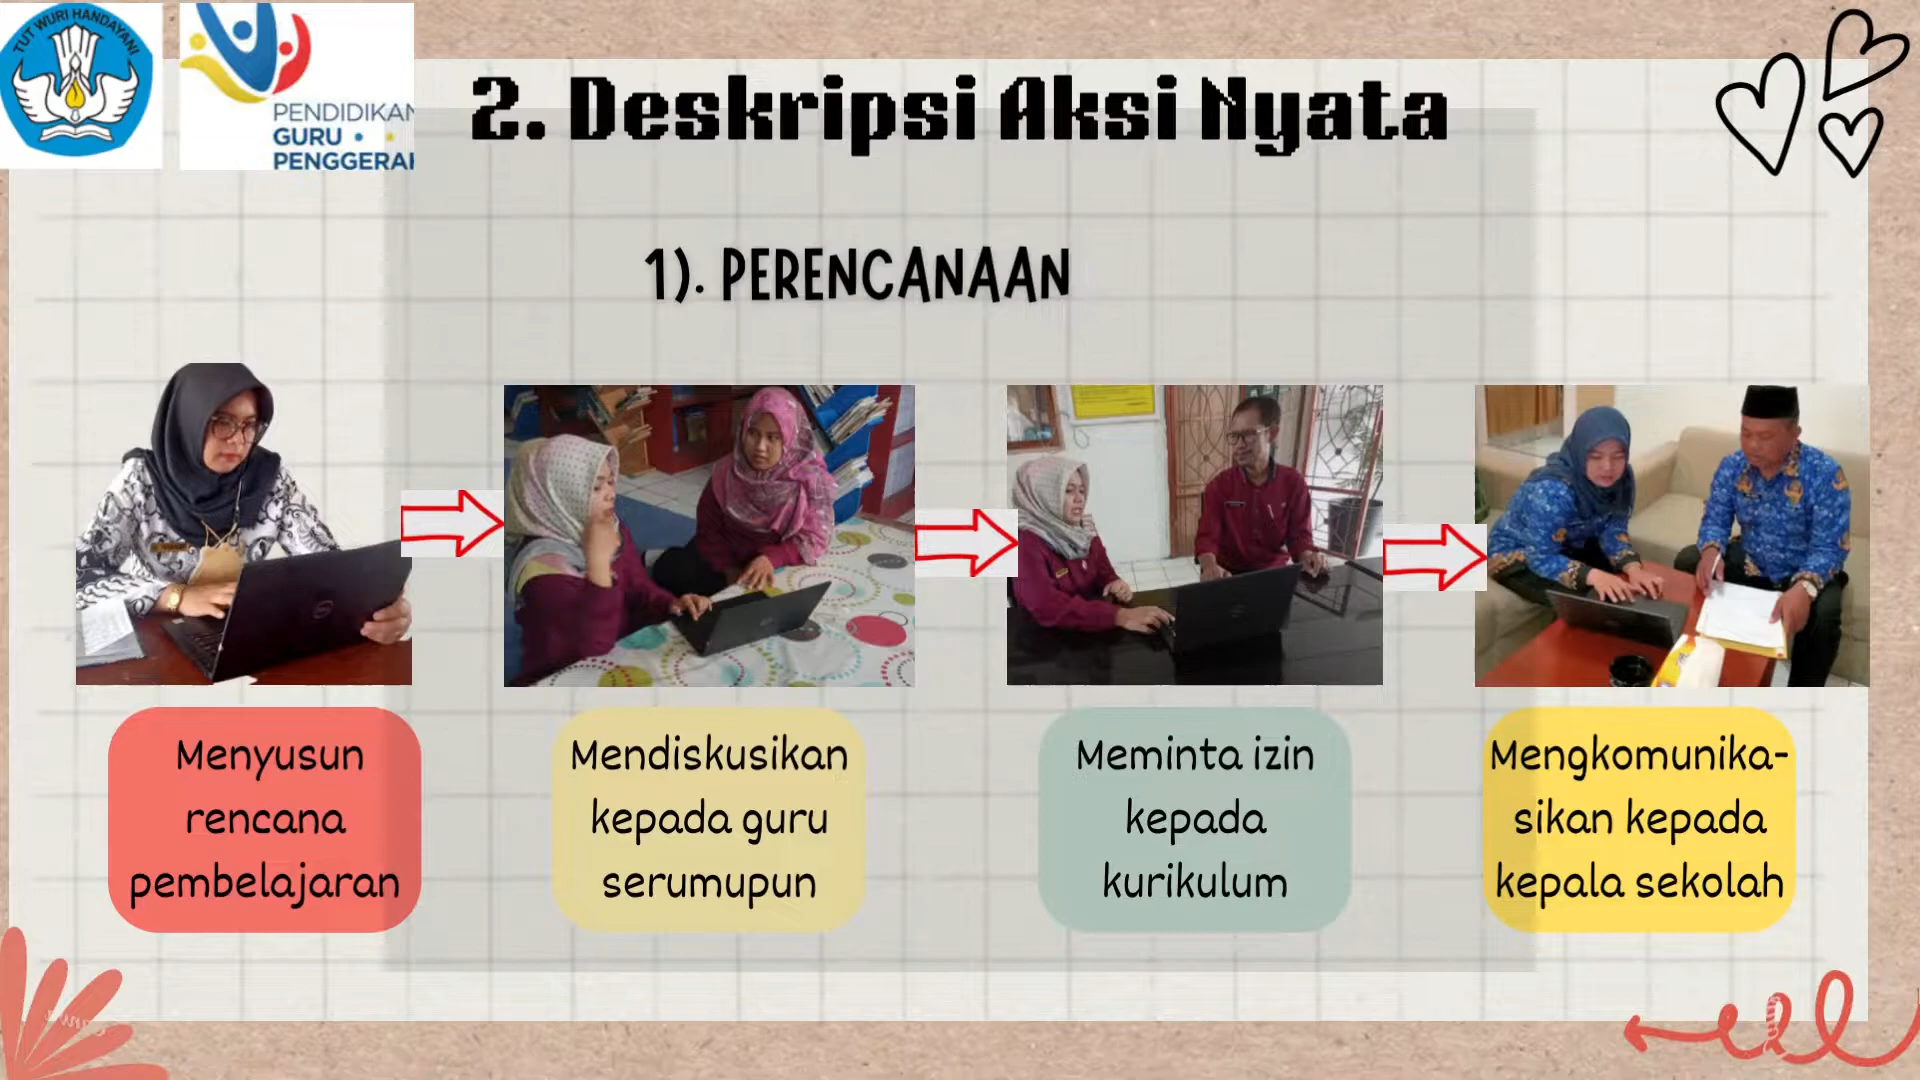 TUT WURI HANDAYANI
PENDIDIKAN
GURU
PENGGERAK
2. Deskripsi Aksi Nyata
1). PERENCANAAN
Menyusun
rencana
pembelajaran
Mendiskusikan
kepada guru
serumupun
Meminta izin
kepada
kurikulum
Mengkomunika-
sikan kepada
kepala sekolah